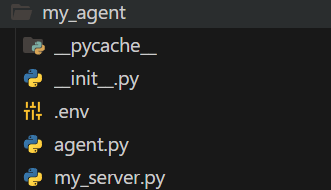 my_agent
__pycache__
__init__.py
.env
agent.py
my_server.py